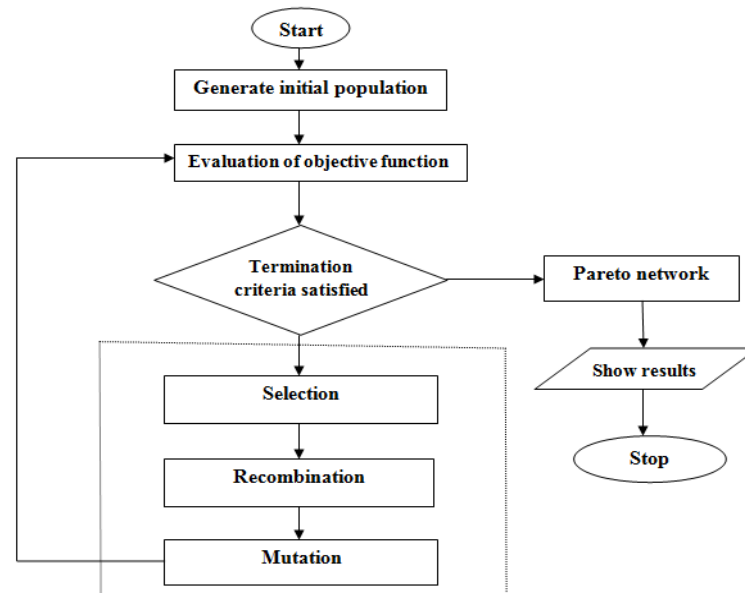 Start
Generate initial population
Evaluation of objective function
Termination
criteria satisfied
Pareto network
Show results
Stop
Selection
Recombination
Mutation